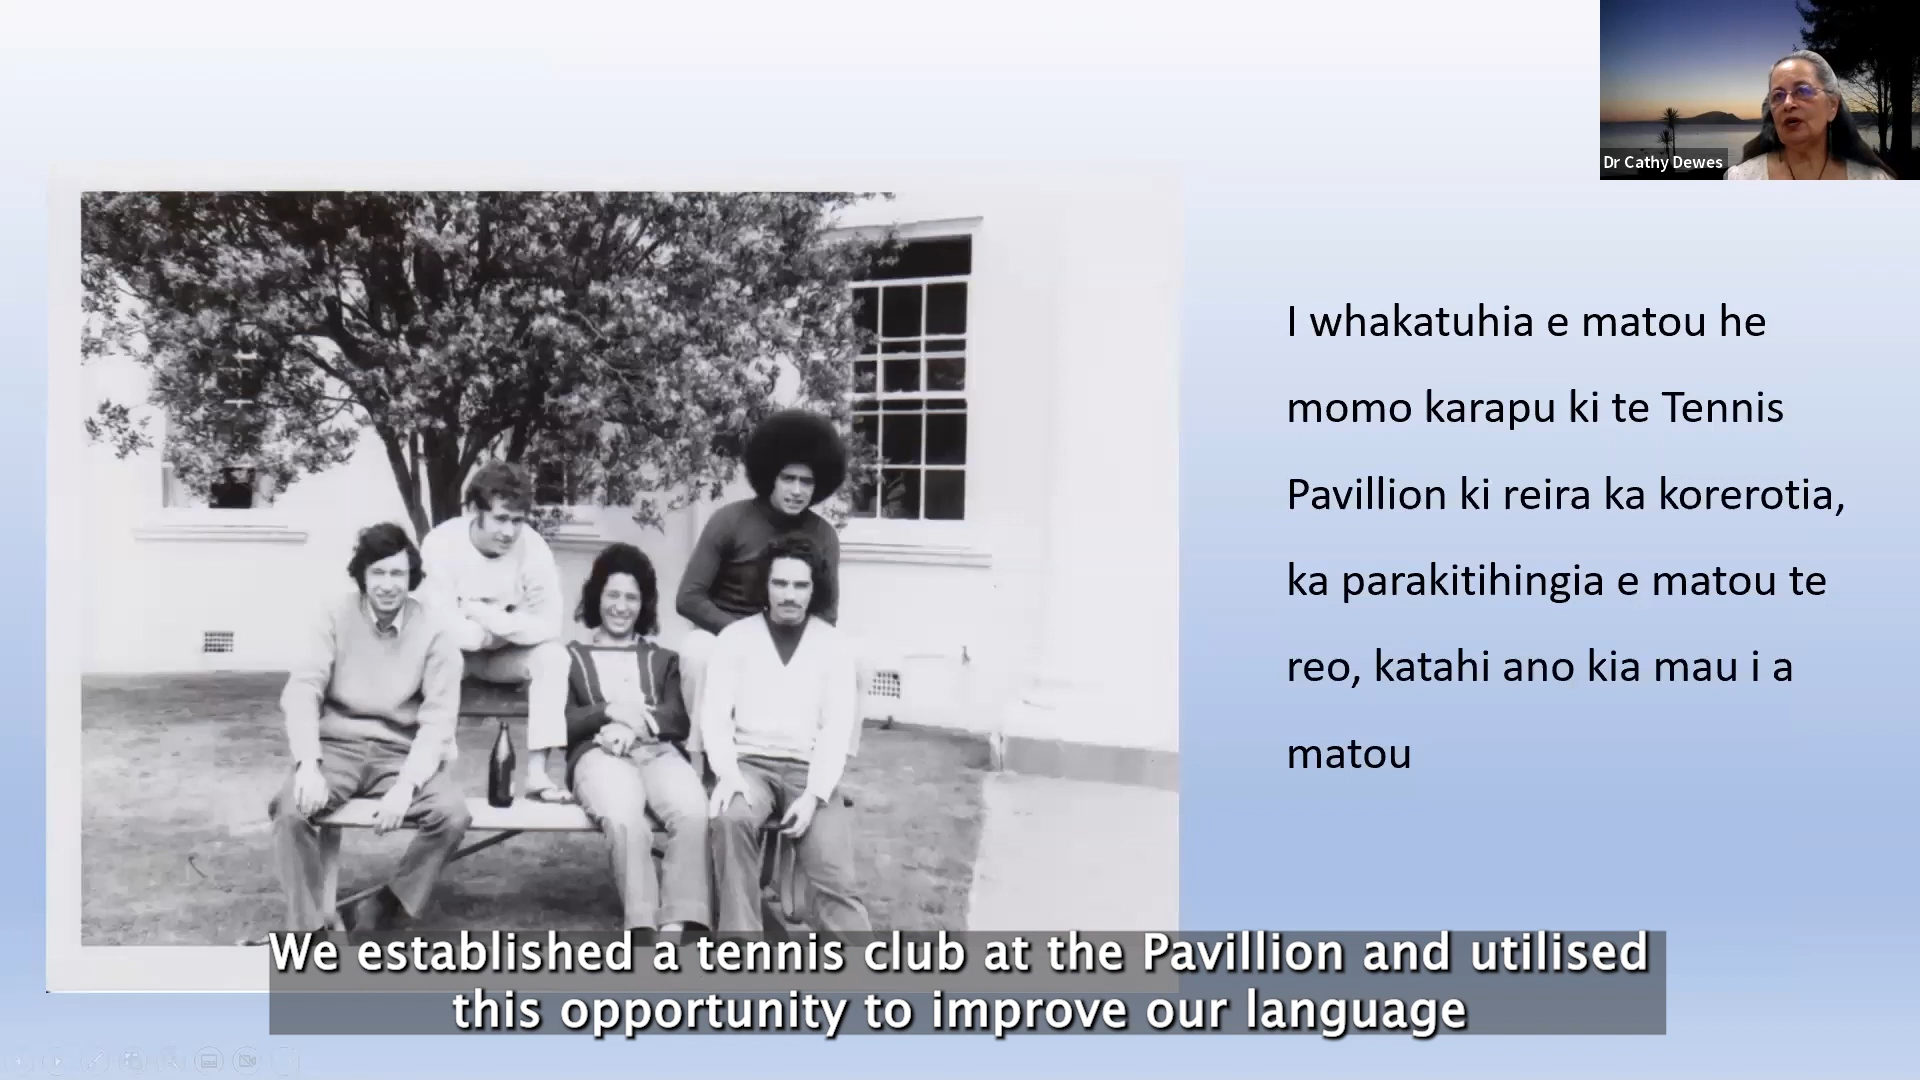 Dr Cathy Dewes
I whakatuhia e matou he
momo karapu ki te Tennis
Pavillion ki reira ka korerotia,
ka parakitihingia e matou te
reo, katahi ano kia mau i a
matou
We established a tennis club at the Pavillion and utilised
this opportunity to improve our language